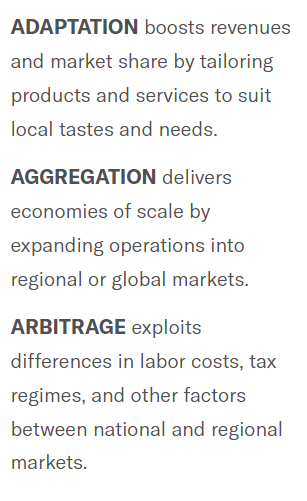 ADAPTATION boosts revenues
and market share by tailoring
products and services to suit
local tastes and needs.
AGGREGATION delivers
economies of scale by
expanding operations into
regional or global markets.
ARBITRAGE exploits
differences in labor costs, tax
regimes, and other factors
between national and regional
markets.